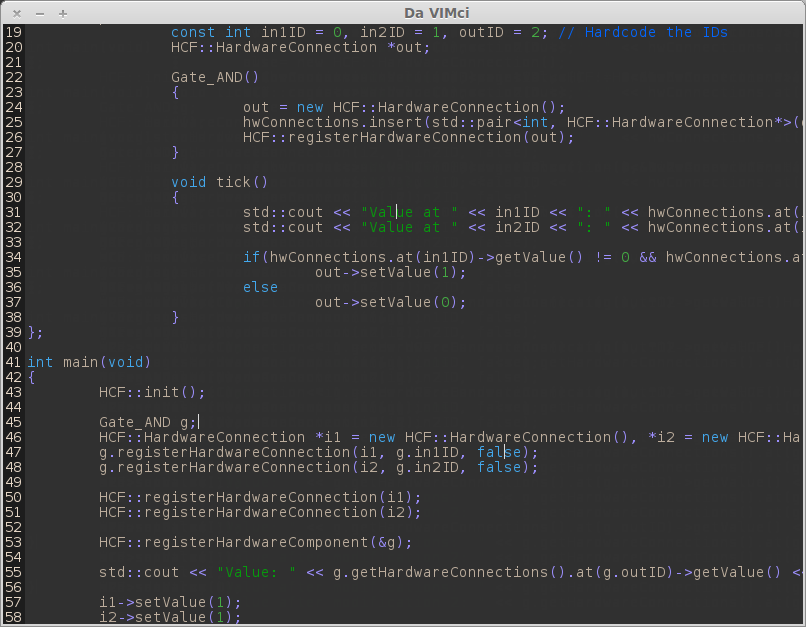 Da VIMci
19 const int in1ID = 0, in2ID = 1, outID = 2; // Hardcode the IDs
20 HCF::HardwareConnection *out;
21
22 Gate_AND()
23 {
24 out = new HCF::HardwareConnection();
25 hwConnections.insert(std::pair<int, HCF::HardwareConnection*>(
26 HCF::registerHardwareConnection(out);
27 }
28
29 void tick()
30 {
31 std::cout << "Value at " << in1ID << ": " << hwConnections.at(
32 std::cout << "Value at " << in2ID << ": " << hwConnections.at(
33
34 if(hwConnections.at(in1ID)->getValue() != 0 && hwConnections.at
35 out->setValue(1);
36 else
37 out->setValue(0);
38 }
39 };
40
41 int main(void)
42 {
43 HCF::init();
44
45 Gate_AND g;
46 HCF::HardwareConnection *i1 = new HCF::HardwareConnection(), *i2 = new HCF::Ha
47 g.registerHardwareConnection(i1, g.in1ID, false);
48 g.registerHardwareConnection(i2, g.in2ID, false);
49
50 HCF::registerHardwareConnection(i1);
51 HCF::registerHardwareConnection(i2);
52
53 HCF::registerHardwareComponent(&g);
54
55 std::cout << "Value: " << g.getHardwareConnections().at(g.outID)->getValue() <
56
57 i1->setValue(1);
58 i2->setValue(1);